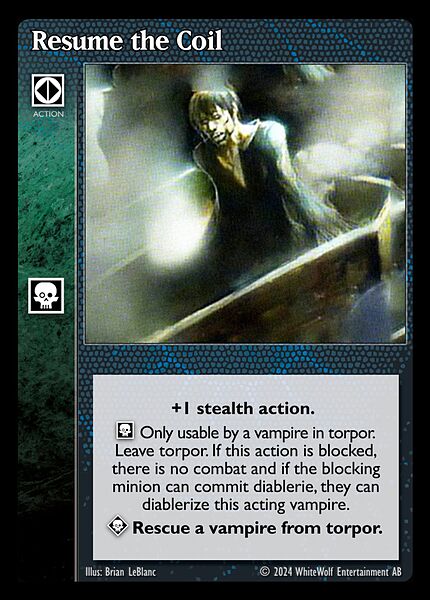 Resume the Coil
ACTION
+1 stealth action.
Only usable by a vampire in torpor.
Leave torpor. If this action is blocked,
there is no combat and if the blocking
minion can commit diablerie, they can
diablerize this acting vampire.
Rescue a vampire from torpor.
Illus: Brian LeBlanc
© 2024 WhiteWolf Entertainment AB